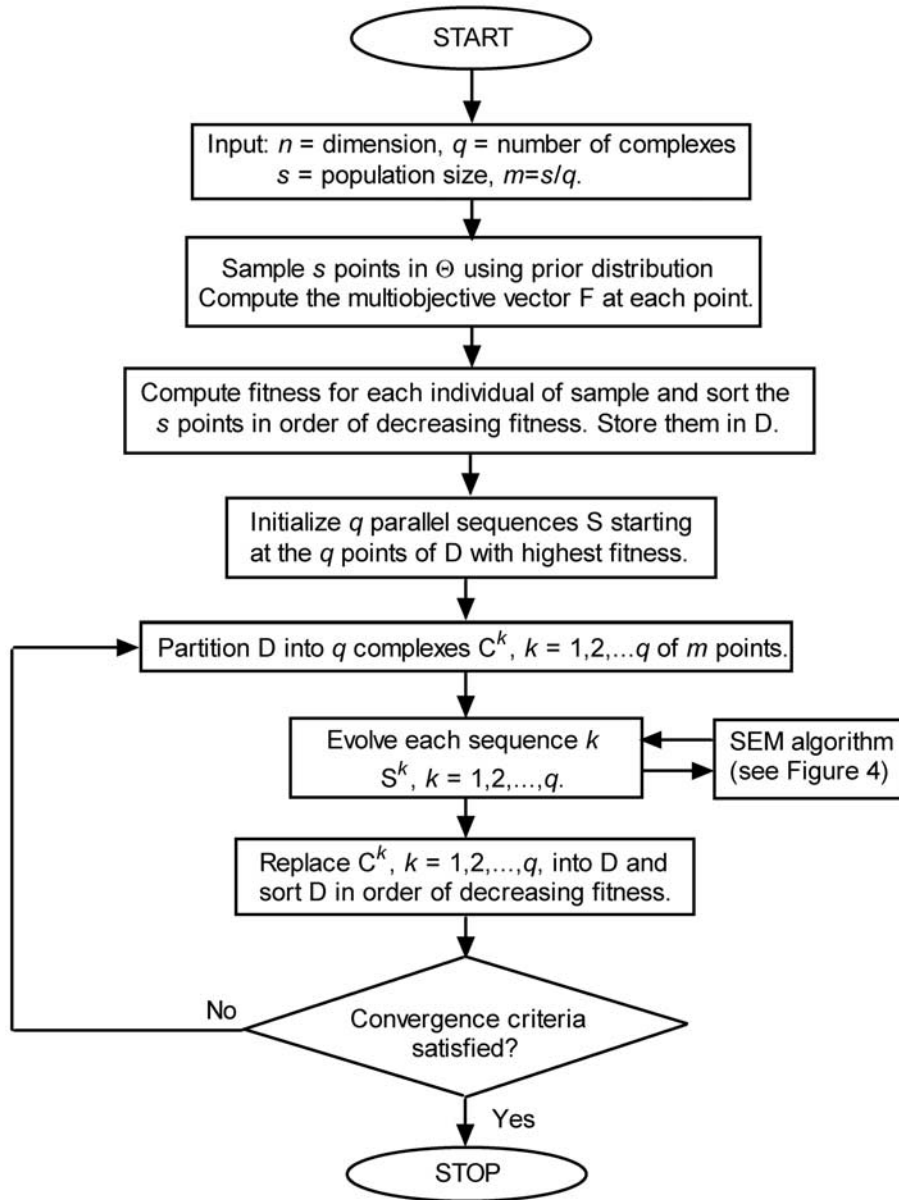 START
Input: n = dimension, q = number of complexes
s = population size, m=s/q.
Sample s points in Θ using prior distribution
Compute the multiobjective vector F at each point.
Compute fitness for each individual of sample and sort the
s points in order of decreasing fitness. Store them in D.
Initialize q parallel sequences S starting
at the q points of D with highest fitness.
Partition D into q complexes C^k, k = 1,2,...q of m points.
Evolve each sequence k
S^k, k = 1,2,...,q.
SEM algorithm
(see Figure 4)
Replace C^k, k = 1,2,...,q, into D and
sort D in order of decreasing fitness.
No
Convergence criteria
satisfied?
Yes
STOP